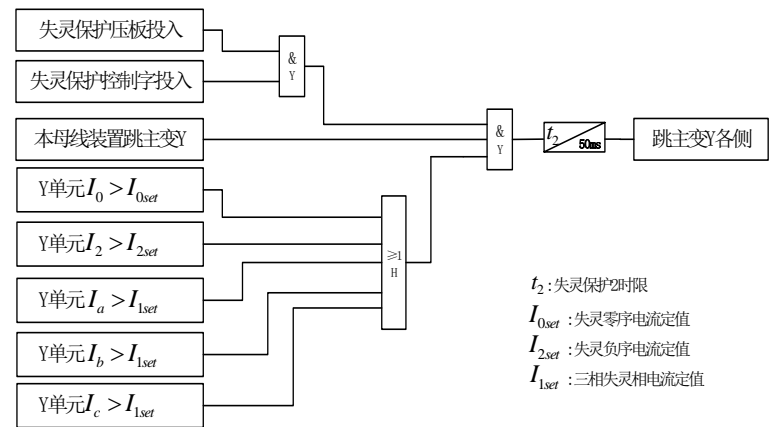 失灵保护压板投入
&
Y
失灵保护控制字投入
本母线装置跳主变Y
&
Y
t2
50ms
跳主变Y各侧
Y单元I0 > I0set
Y单元I2 > I2set
≥1
H
Y单元Ia > I1set
Y单元Ib > I1set
Y单元Ic > I1set
t2 : 失灵保护2时限
I0set : 失灵零序电流定值
I2set : 失灵负序电流定值
I1set : 三相失灵相电流定值